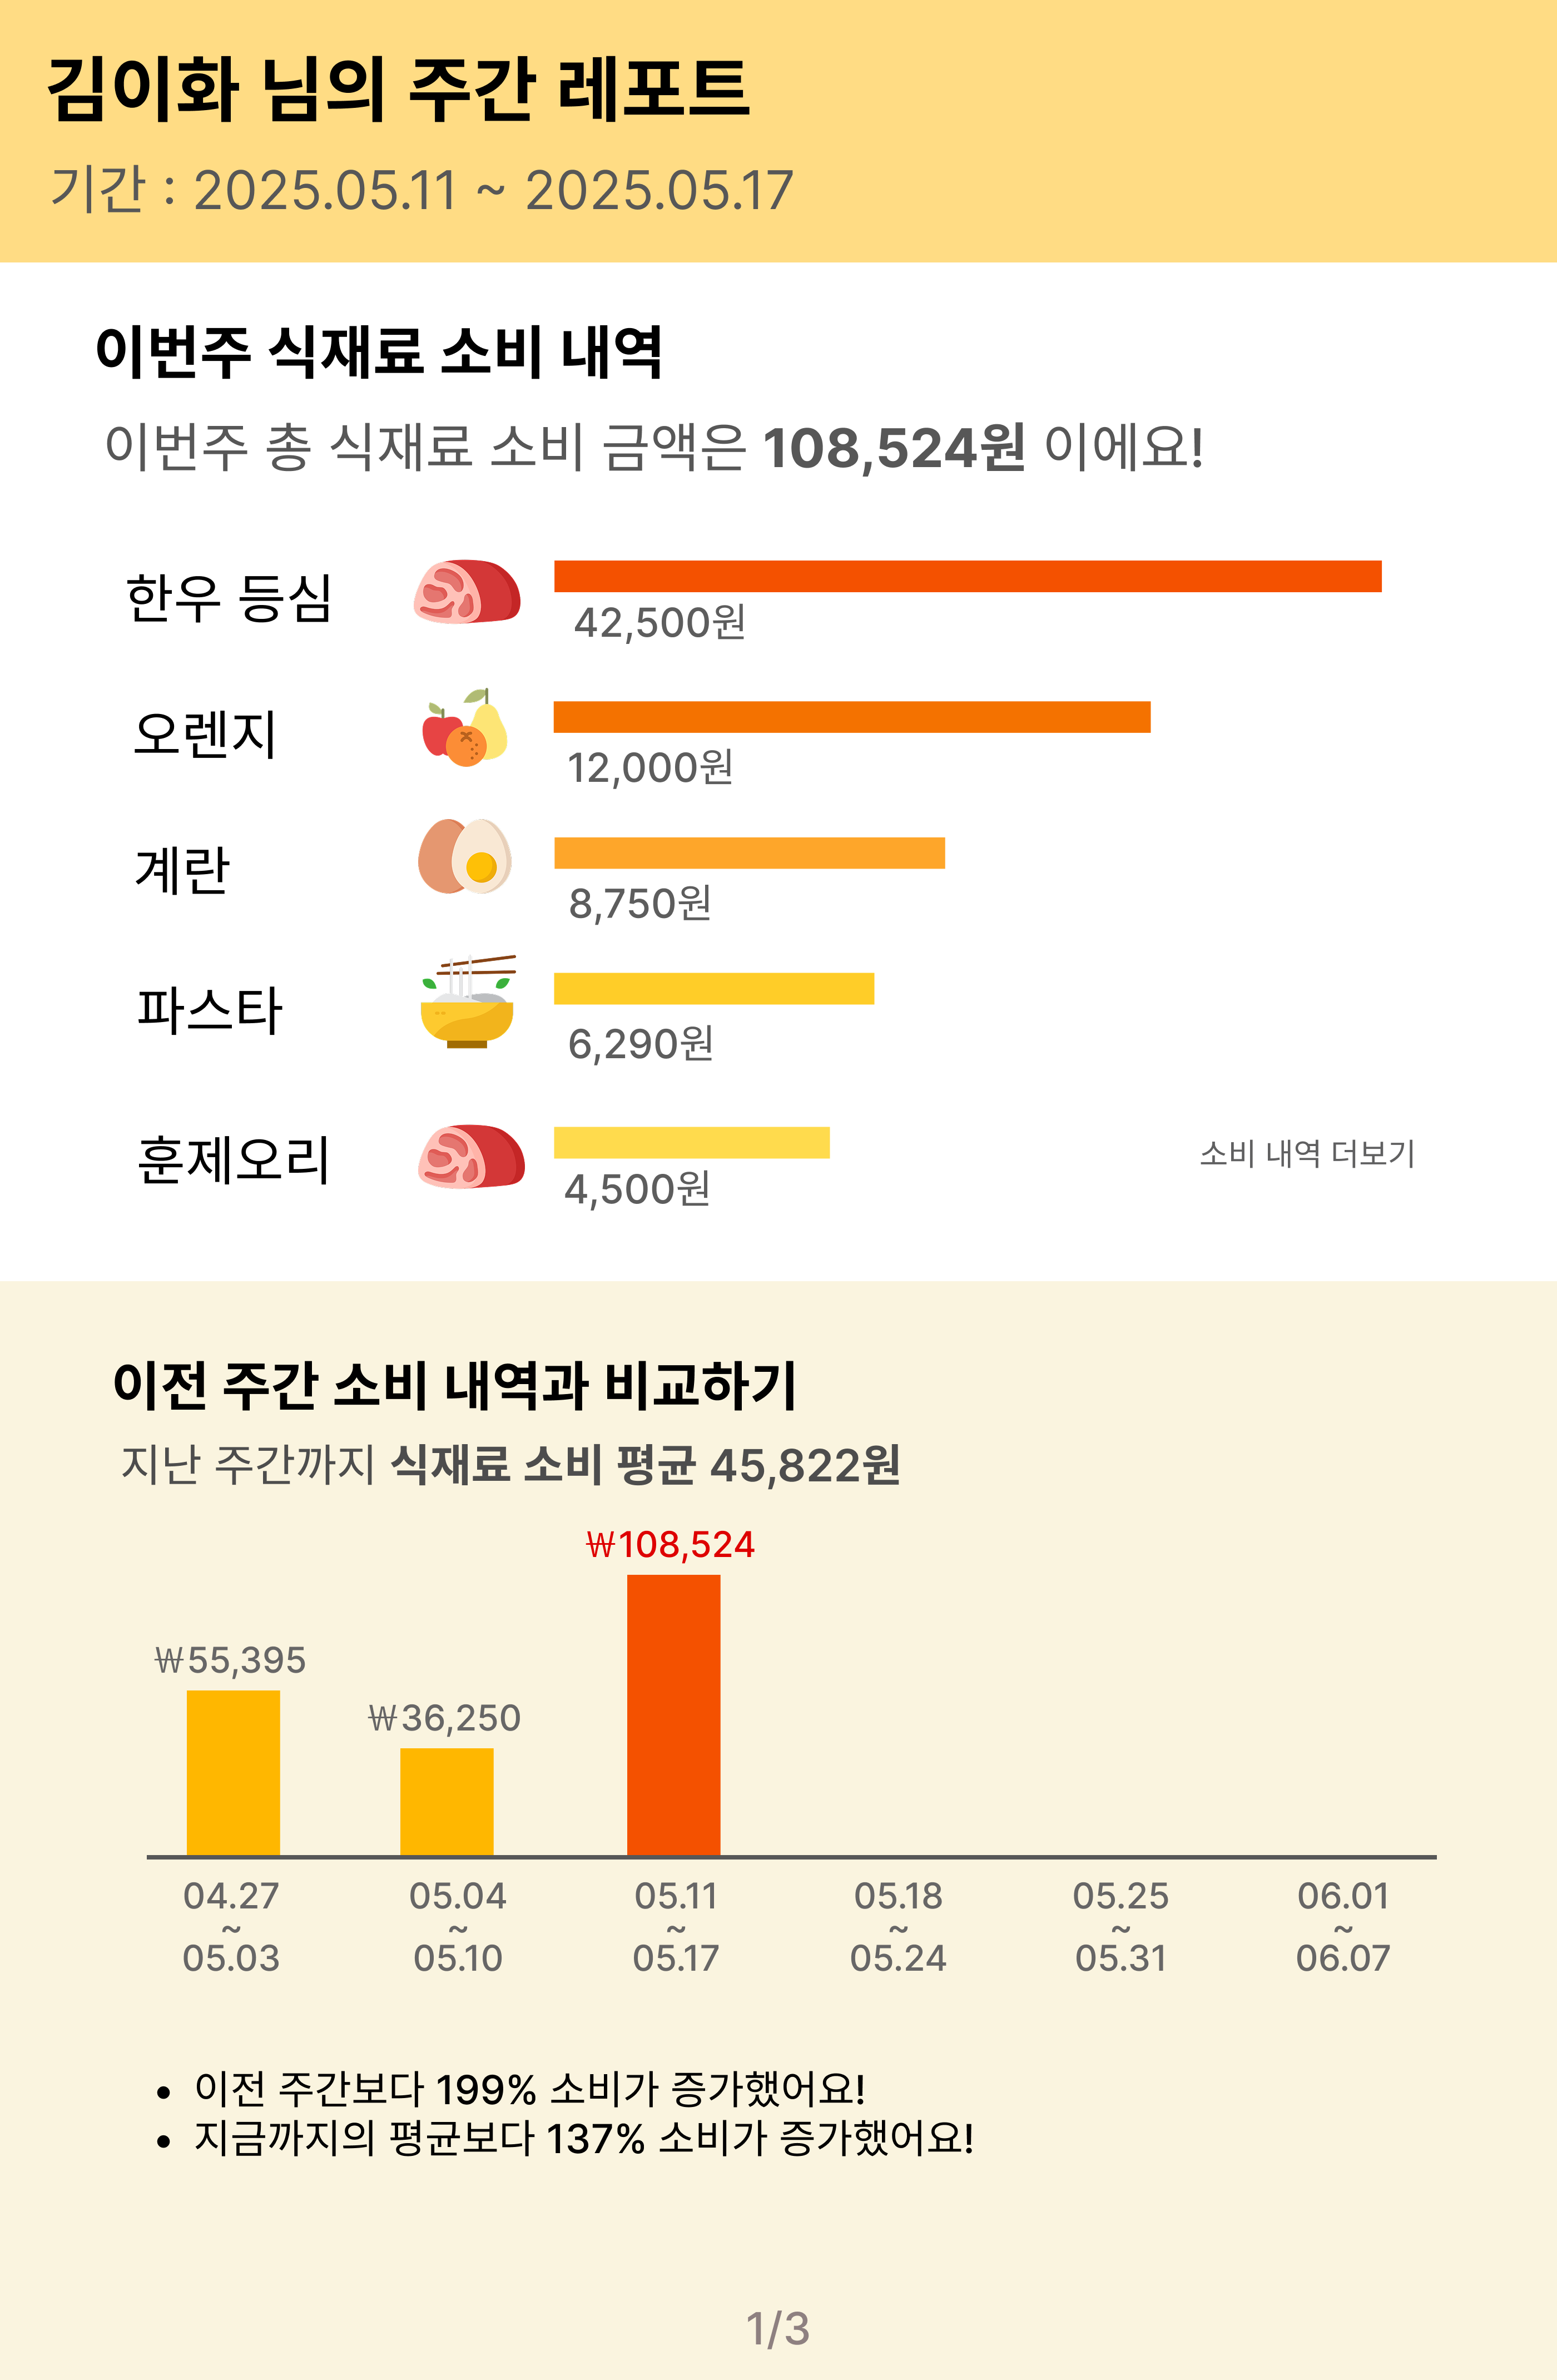 김이화 님의 주간 레포트
기간 : 2025.05.11 ~ 2025.05.17
이번주 식재료 소비 내역
이번주 총 식재료 소비 금액은 108,524원 이에요!
한우 등심
42,500원
오렌지
12,000원
계란
8,750원
파스타
6,290원
훈제오리
4,500원
소비 내역 더보기
이전 주간 소비 내역과 비교하기
지난 주간까지 식재료 소비 평균 45,822원
₩108,524
₩55,395
₩36,250
04.27 ~ 05.03
05.04 ~ 05.10
05.11 ~ 05.17
05.18 ~ 05.24
05.25 ~ 05.31
06.01 ~ 06.07
• 이전 주간보다 199% 소비가 증가했어요!
• 지금까지의 평균보다 137% 소비가 증가했어요!
1/3